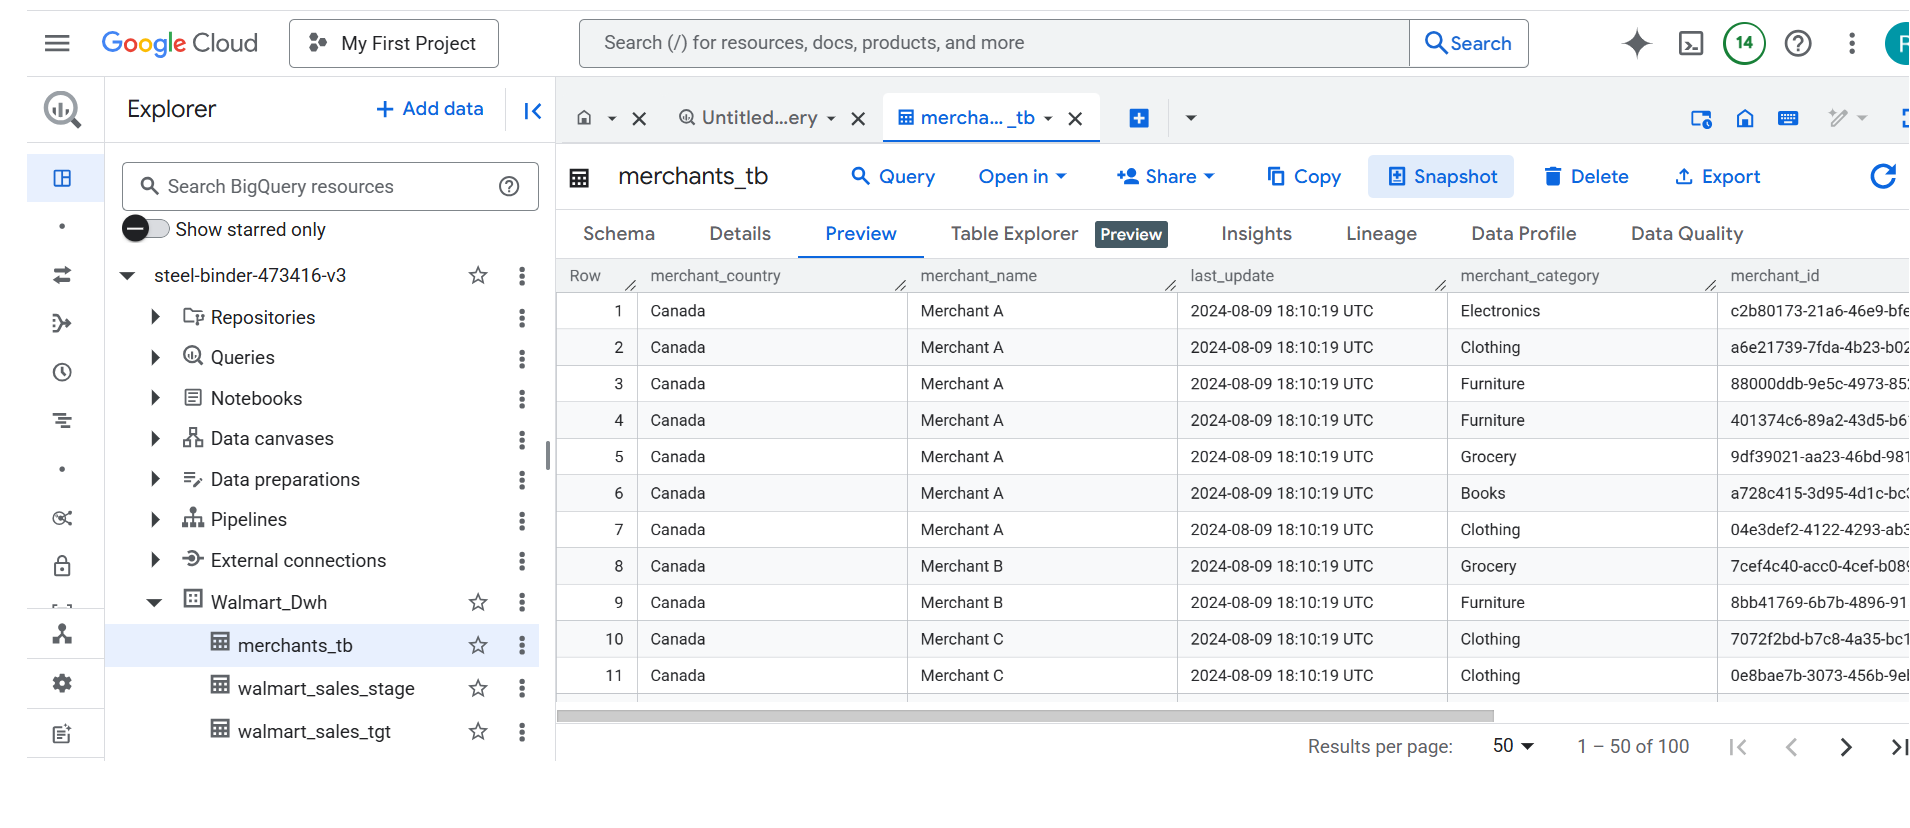 Google Cloud
My First Project
Search (/) for resources, docs, products, and more
Search
14
Explorer
+ Add data
Untitled...ery
mercha... _tb
Search BigQuery resources
Show starred only
merchants_tb
Query
Open in
Share
Copy
Snapshot
Delete
Export
Schema
Details
Preview
Table Explorer
Preview
Insights
Lineage
Data Profile
Data Quality
steel-binder-473416-v3
Repositories
Queries
Notebooks
Data canvases
Data preparations
Pipelines
External connections
Walmart_Dwh
merchants_tb
walmart_sales_stage
walmart_sales_tgt
Row merchant_country merchant_name last_update merchant_category merchant_id
1 Canada Merchant A 2024-08-09 18:10:19 UTC Electronics c2b80173-21a6-46e9-bfe
2 Canada Merchant A 2024-08-09 18:10:19 UTC Clothing a6e21739-7fda-4b23-b02
3 Canada Merchant A 2024-08-09 18:10:19 UTC Furniture 88000ddb-9e5c-4973-85
4 Canada Merchant A 2024-08-09 18:10:19 UTC Furniture 401374c6-89a2-43d5-b6
5 Canada Merchant A 2024-08-09 18:10:19 UTC Grocery 9df39021-aa23-46bd-981
6 Canada Merchant A 2024-08-09 18:10:19 UTC Books a728c415-3d95-4d1c-bc
7 Canada Merchant A 2024-08-09 18:10:19 UTC Clothing 04e3def2-4122-4293-ab
8 Canada Merchant B 2024-08-09 18:10:19 UTC Grocery 7cef4c40-acc0-4cef-b08
9 Canada Merchant B 2024-08-09 18:10:19 UTC Furniture 8bb41769-6b7b-4896-91
10 Canada Merchant C 2024-08-09 18:10:19 UTC Clothing 7072f2bd-b7c8-4a35-bc1
11 Canada Merchant C 2024-08-09 18:10:19 UTC Clothing 0e8bae7b-3073-456b-9e
Results per page: 50 1 – 50 of 100